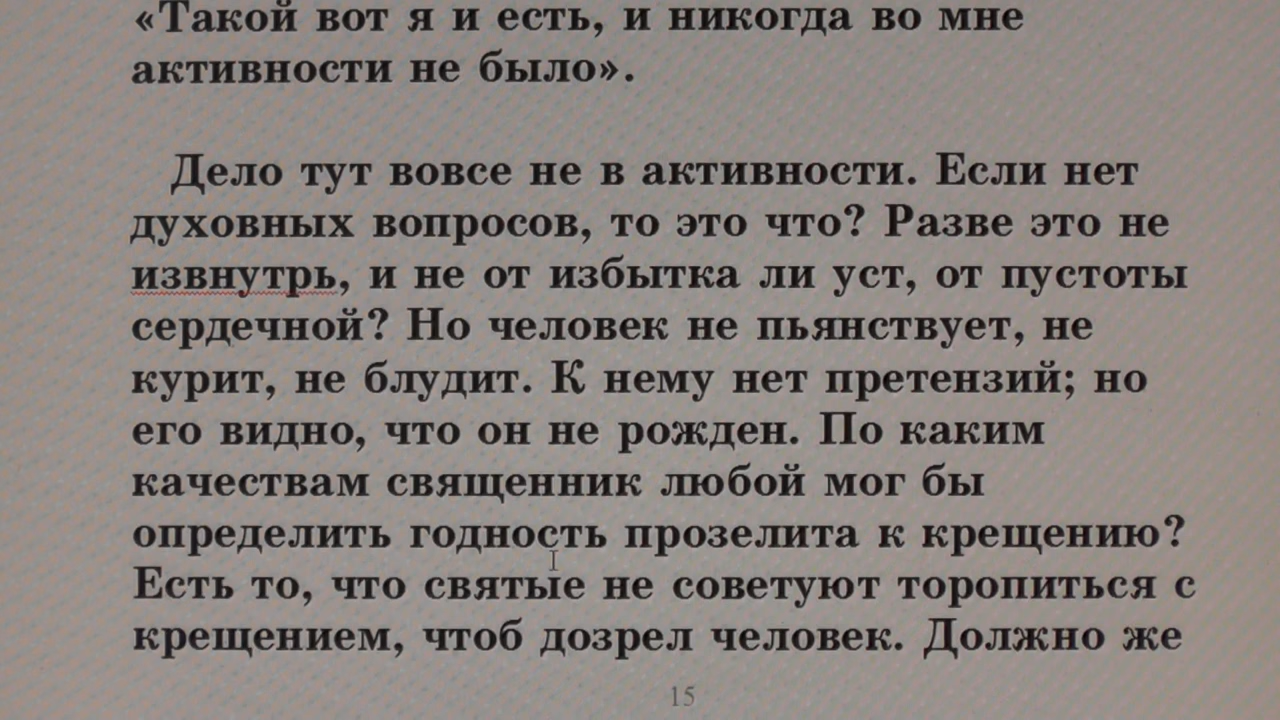 «Такой вот я и есть, и никогда во мне
активности не было».
Дело тут вовсе не в активности. Если нет
духовных вопросов, то это что? Разве это не
извнутрь, и не от избытка ли уст, от пустоты
сердечной? Но человек не пьянствует, не
курит, не блудит. К нему нет претензий; но
его видно, что он не рожден. По каким
качествам священник любой мог бы
определить годность прозелита к крещению?
Есть то, что святые не советуют торопиться с
крещением, чтоб дозрел человек. Должно же
15